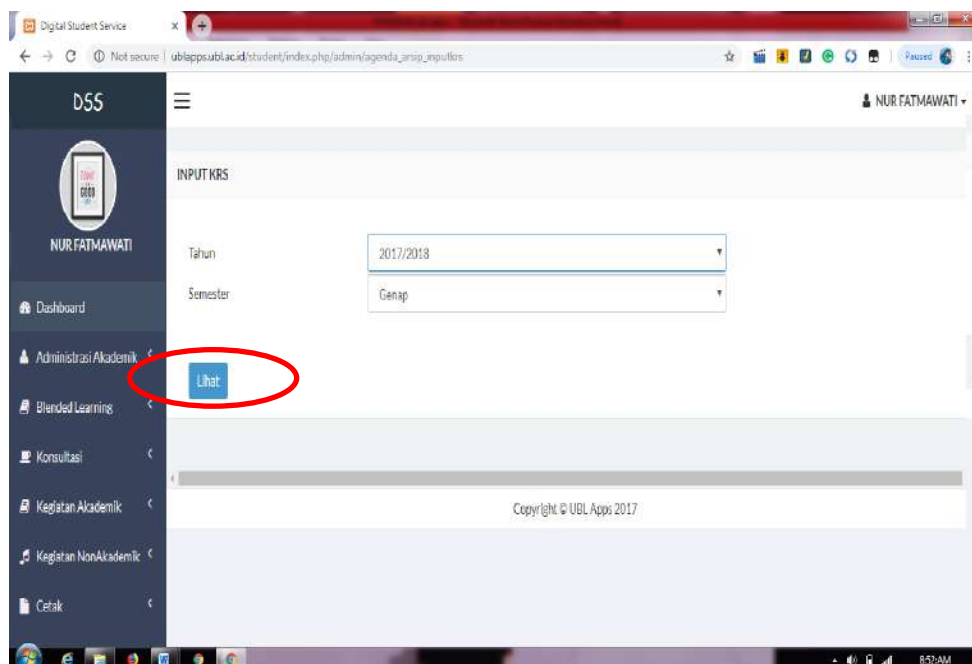 Digital Student Service
Not secure | ublapps.ubl.ac.id/student/index.php/admin/agenda_arsip_inputkrs
Paused
DSS
NUR FATMAWATI
GOOD
NUR FATMAWATI
INPUT KRS
Tahun
2017/2018
Semester
Genap
Lihat
Dashboard
Administrasi Akademik
Blended Learning
Konsultasi
Kegiatan Akademik
Kegiatan NonAkademik
Cetak
Copyright © UBL Apps 2017
8:52 AM